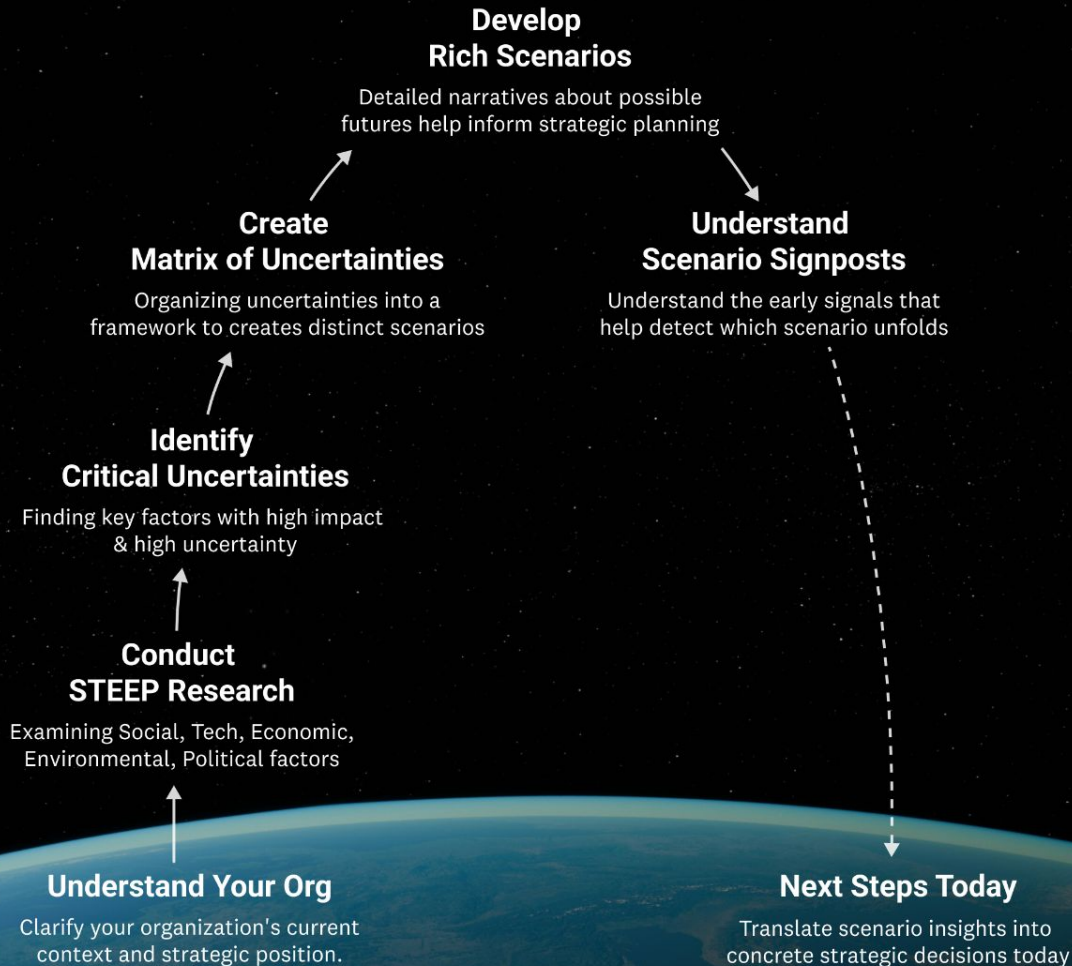 Develop
Rich Scenarios
Detailed narratives about possible
futures help inform strategic planning
Create
Matrix of Uncertainties
Organizing uncertainties into a
framework to creates distinct scenarios
Understand
Scenario Signposts
Understand the early signals that
help detect which scenario unfolds
Identify
Critical Uncertainties
Finding key factors with high impact
& high uncertainty
Conduct
STEEP Research
Examining Social, Tech, Economic,
Environmental, Political factors
Understand Your Org
Clarify your organization's current
context and strategic position.
Next Steps Today
Translate scenario insights into
concrete strategic decisions today